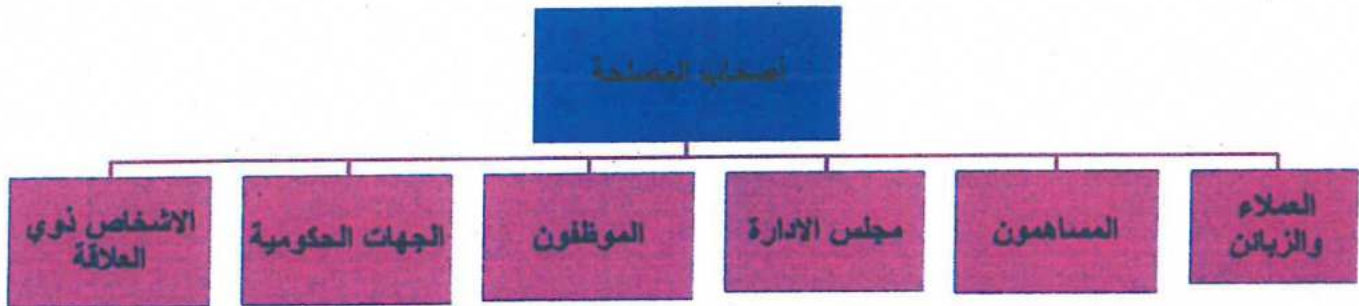 أصحاب المصلحة
العملاء
والزبائن
المساهمون
مجلس الادارة
الموظفون
الجهات الحكومية
الاشخاص ذوي
العلاقة